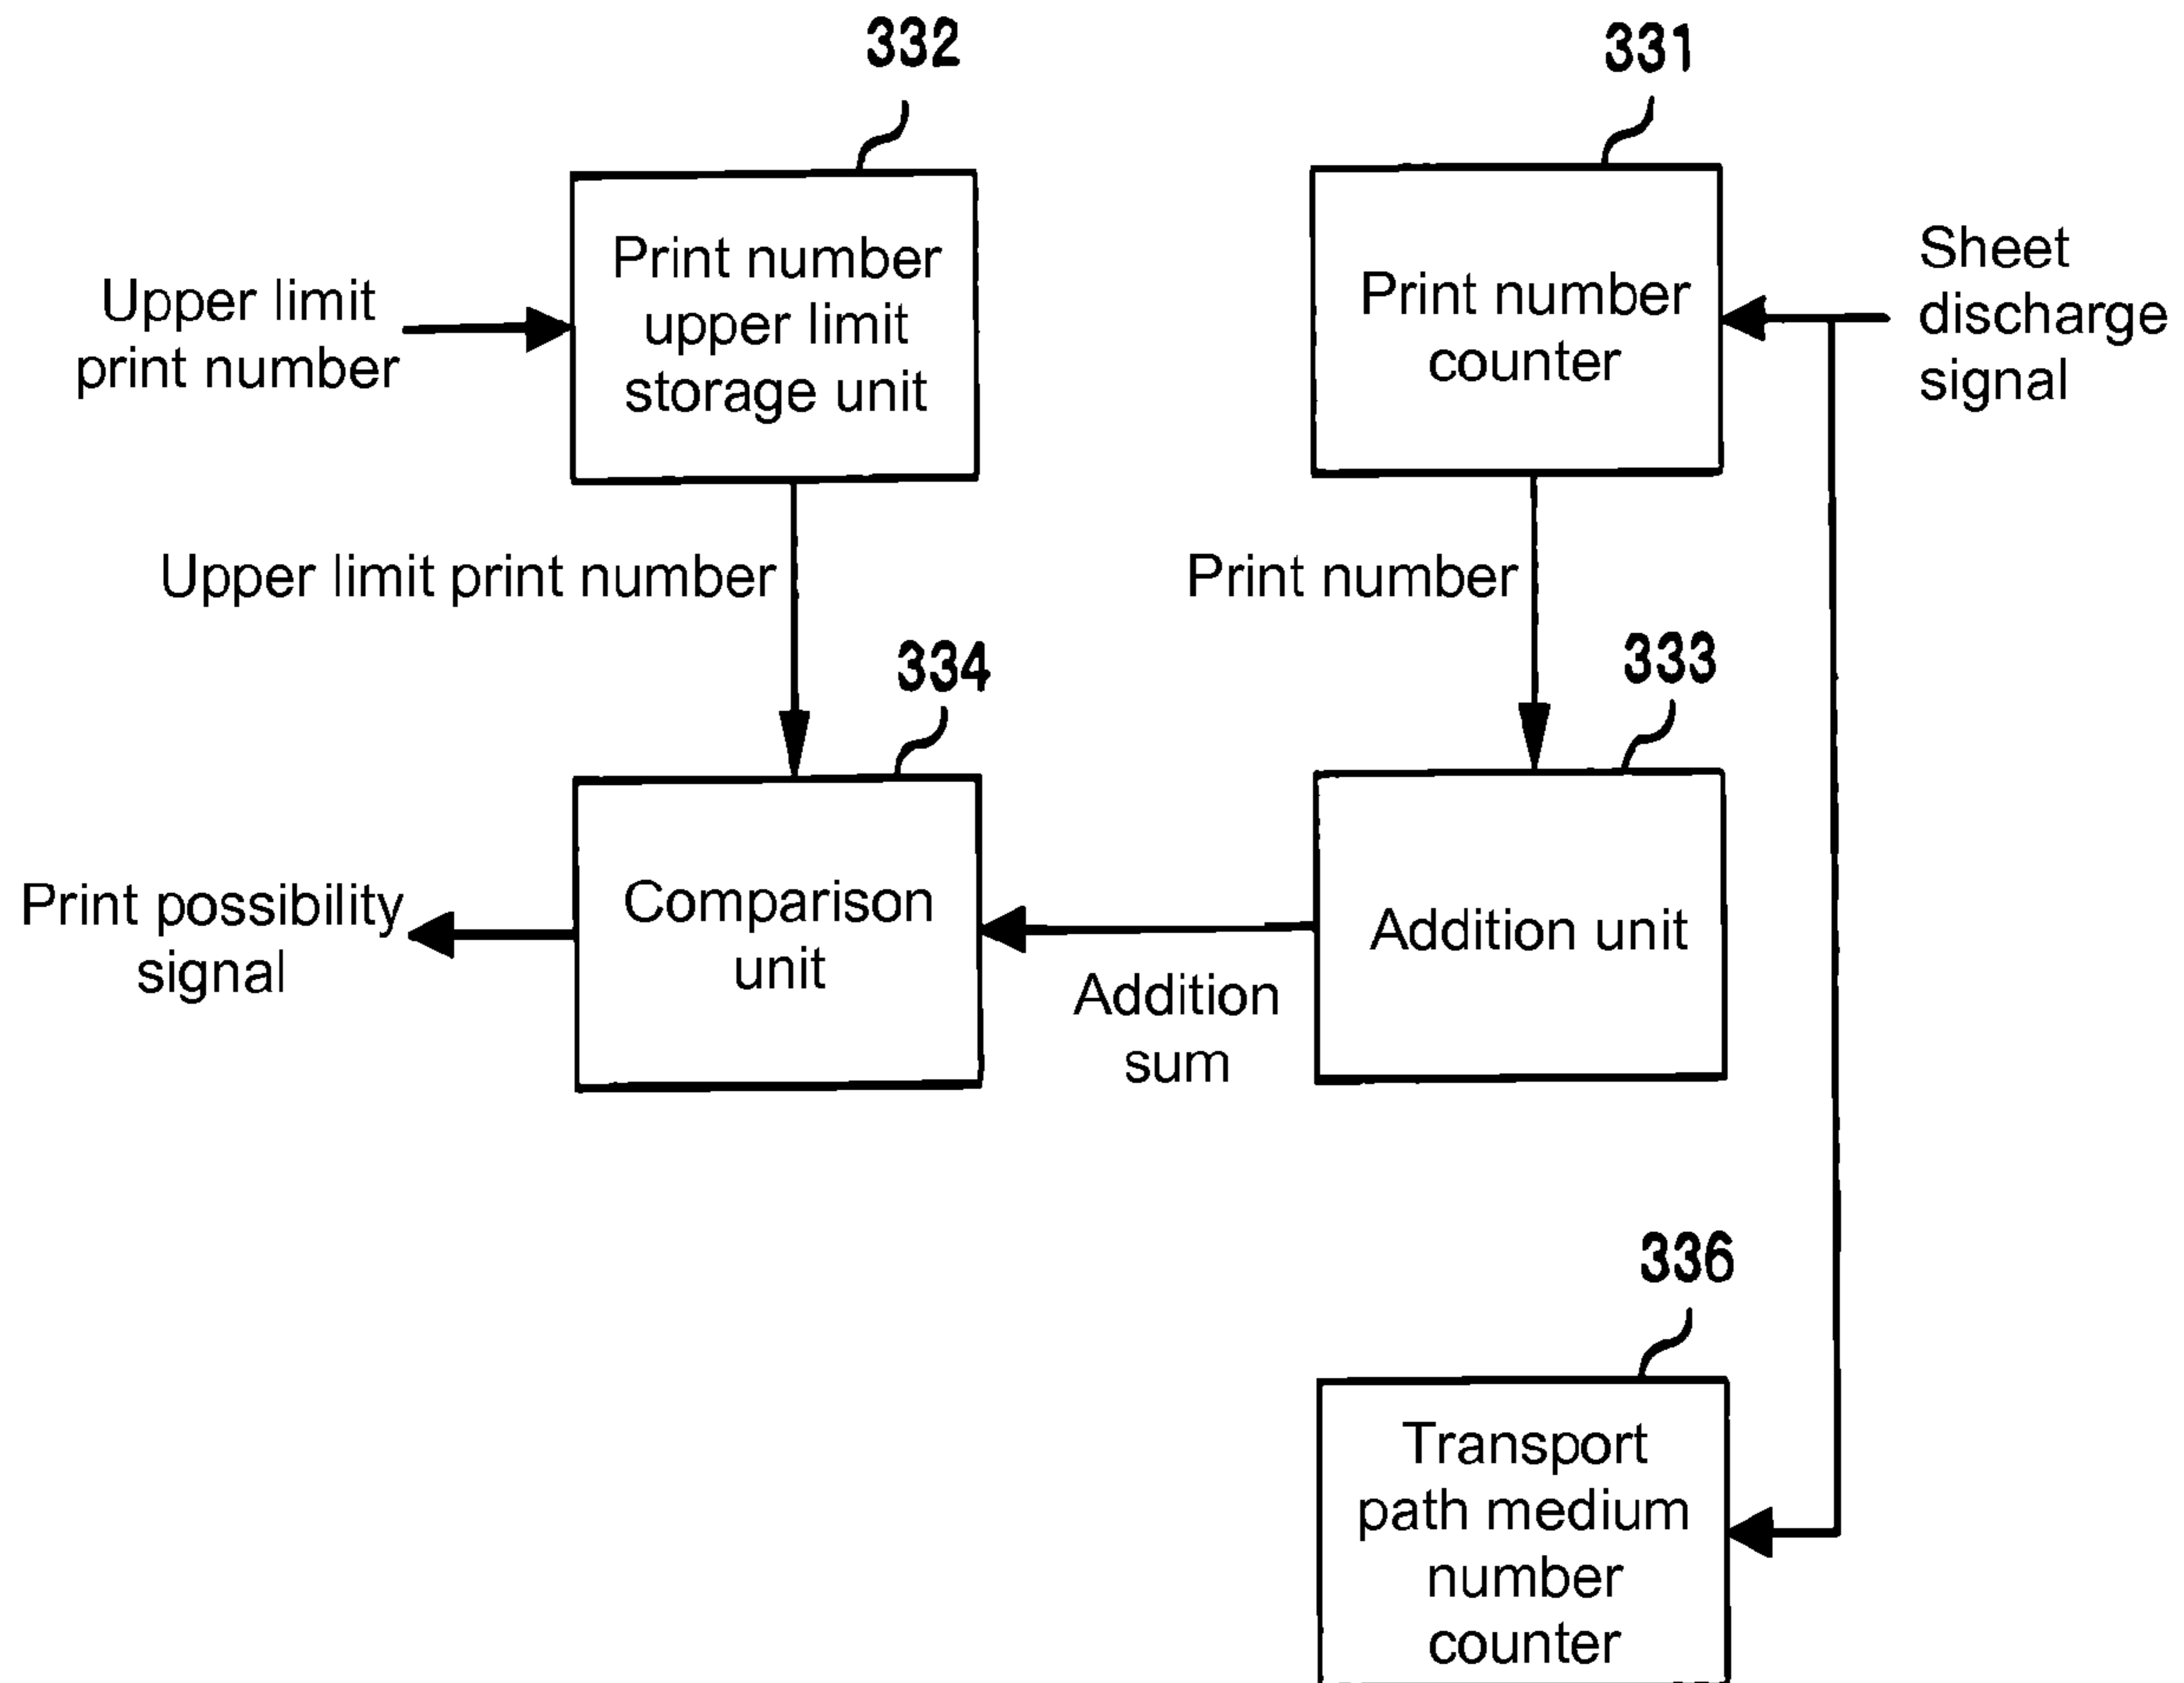 332
331
Upper limit
print number
Print number
upper limit
storage unit
Print number
counter
Sheet
discharge
signal
Upper limit print number
Print number
334
333
Print possibility
signal
Comparison
unit
Addition
sum
Addition unit
336
Transport
path medium
number
counter